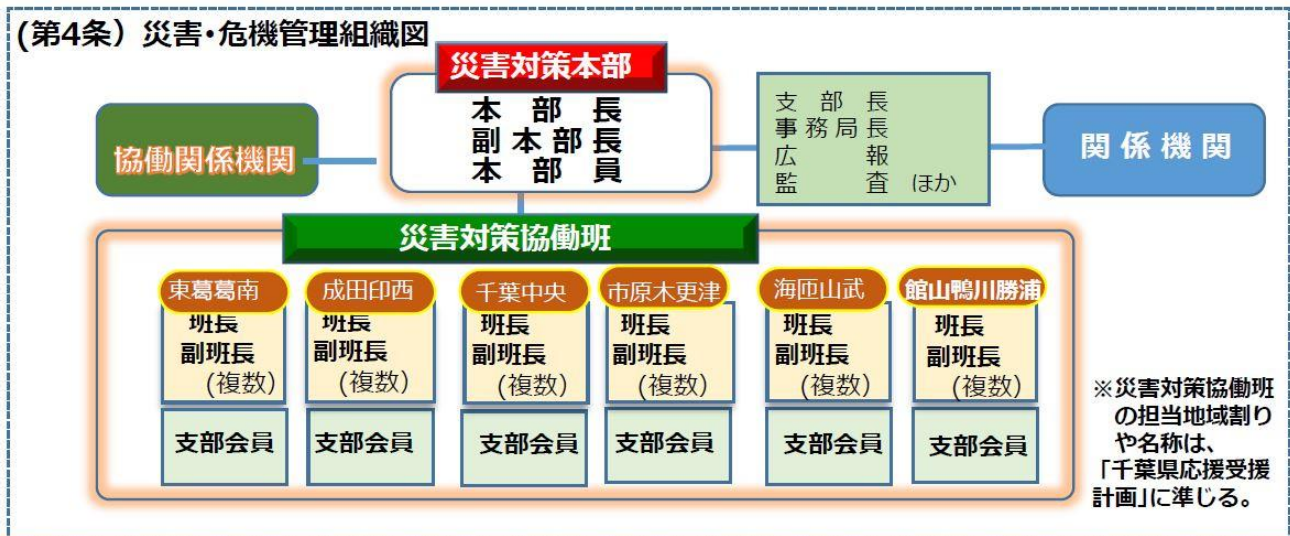 (第4条）災害・危機管理組織図
災害対策本部
本部長
副本部長
本部員
協働関係機関
支部長
事務局長
広報
監査 ほか
関係機関
災害対策協働班
東葛葛南
班長
副班長
(複数)
支部会員
成田印西
班長
副班長
(複数)
支部会員
千葉中央
班長
副班長
(複数)
支部会員
市原木更津
班長
副班長
(複数)
支部会員
海匝山武
班長
副班長
(複数)
支部会員
館山鴨川勝浦
班長
副班長
(複数)
支部会員
※災害対策協働班
の担当地域割り
や名称は、
「千葉県応援受援
計画」に準じる。